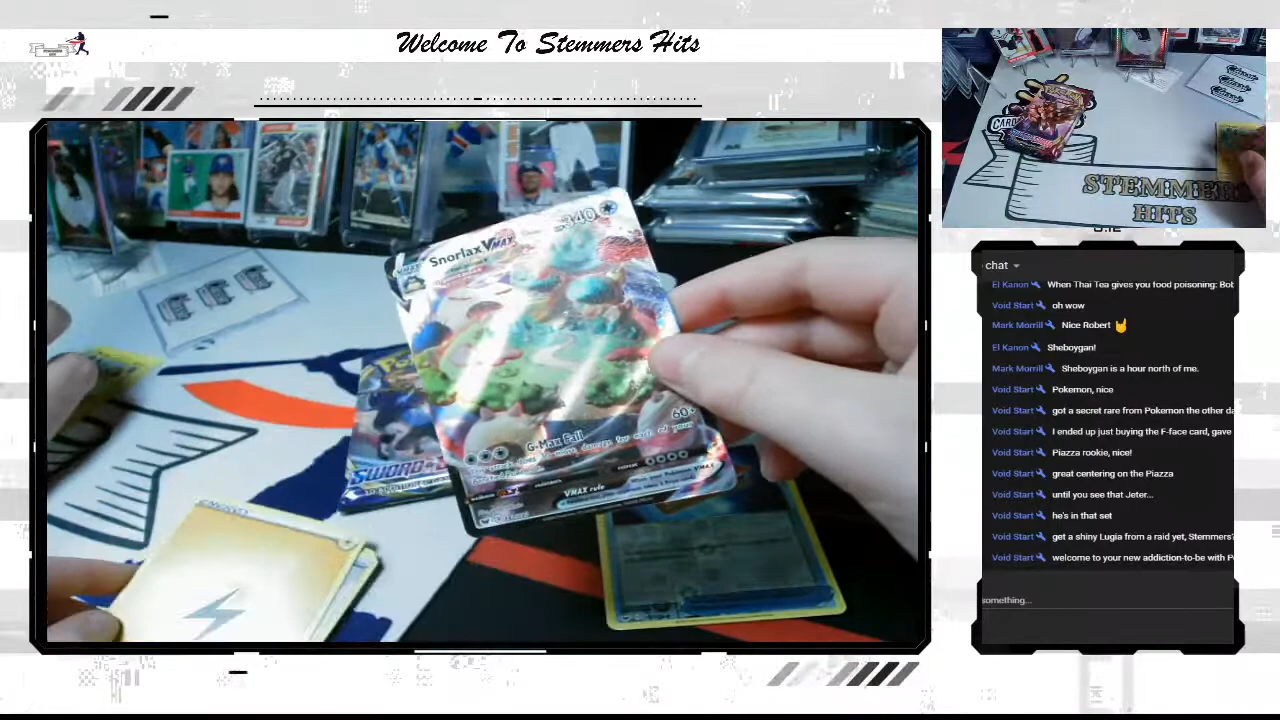 Welcome To Stemmers Hits
Snorlax VMAX
340
G-Max Fall
60+
VMAX rule
SWORD
STEMMER
HITS
chat
El Kanon When Thai Tea gives you food poisoning: Bot
Void Start oh wow
Mark Morrill Nice Robert 🤘
El Kanon Sheboygan!
Mark Morrill Sheboygan is a hour north of me.
Void Start Pokemon, nice
Void Start got a secret rare from Pokemon the other da
Void Start I ended up just buying the F-face card, gave
Void Start Piazza rookie, nice!
Void Start great centering on the Piazza
Void Start until you see that Jeter...
Void Start he's in that set
Void Start get a shiny Lugia from a raid yet, Stemmers?
Void Start welcome to your new addiction-to-be with P
something...